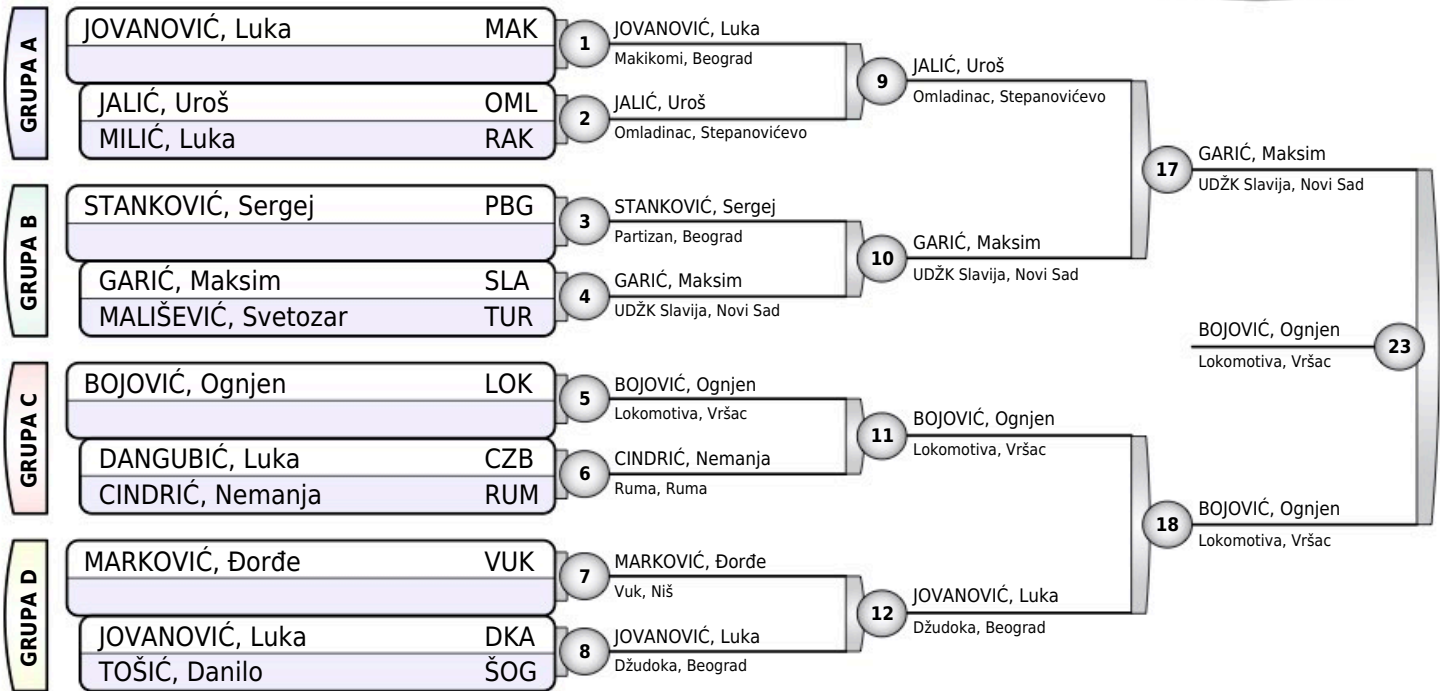 GRUPA A
JOVANOVIĆ, Luka MAK
JALIĆ, Uroš OML
MILIĆ, Luka RAK
GRUPA B
STANKOVIĆ, Sergej PBG
GARIĆ, Maksim SLA
MALIŠEVIĆ, Svetozar TUR
GRUPA C
BOJOVIĆ, Ognjen LOK
DANGUBIĆ, Luka CZB
CINDRIĆ, Nemanja RUM
GRUPA D
MARKOVIĆ, Đorđe VUK
JOVANOVIĆ, Luka DKA
TOŠIĆ, Danilo ŠOG
1
JOVANOVIĆ, Luka
Makikomi, Beograd
2
JALIĆ, Uroš
Omladinac, Stepanovićevo
3
STANKOVIĆ, Sergej
Partizan, Beograd
4
GARIĆ, Maksim
UDŽK Slavija, Novi Sad
5
BOJOVIĆ, Ognjen
Lokomotiva, Vršac
6
CINDRIĆ, Nemanja
Ruma, Ruma
7
MARKOVIĆ, Đorđe
Vuk, Niš
8
JOVANOVIĆ, Luka
Džudoka, Beograd
9
JALIĆ, Uroš
Omladinac, Stepanovićevo
10
GARIĆ, Maksim
UDŽK Slavija, Novi Sad
11
BOJOVIĆ, Ognjen
Lokomotiva, Vršac
12
JOVANOVIĆ, Luka
Džudoka, Beograd
17
GARIĆ, Maksim
UDŽK Slavija, Novi Sad
18
BOJOVIĆ, Ognjen
Lokomotiva, Vršac
BOJOVIĆ, Ognjen
Lokomotiva, Vršac
23